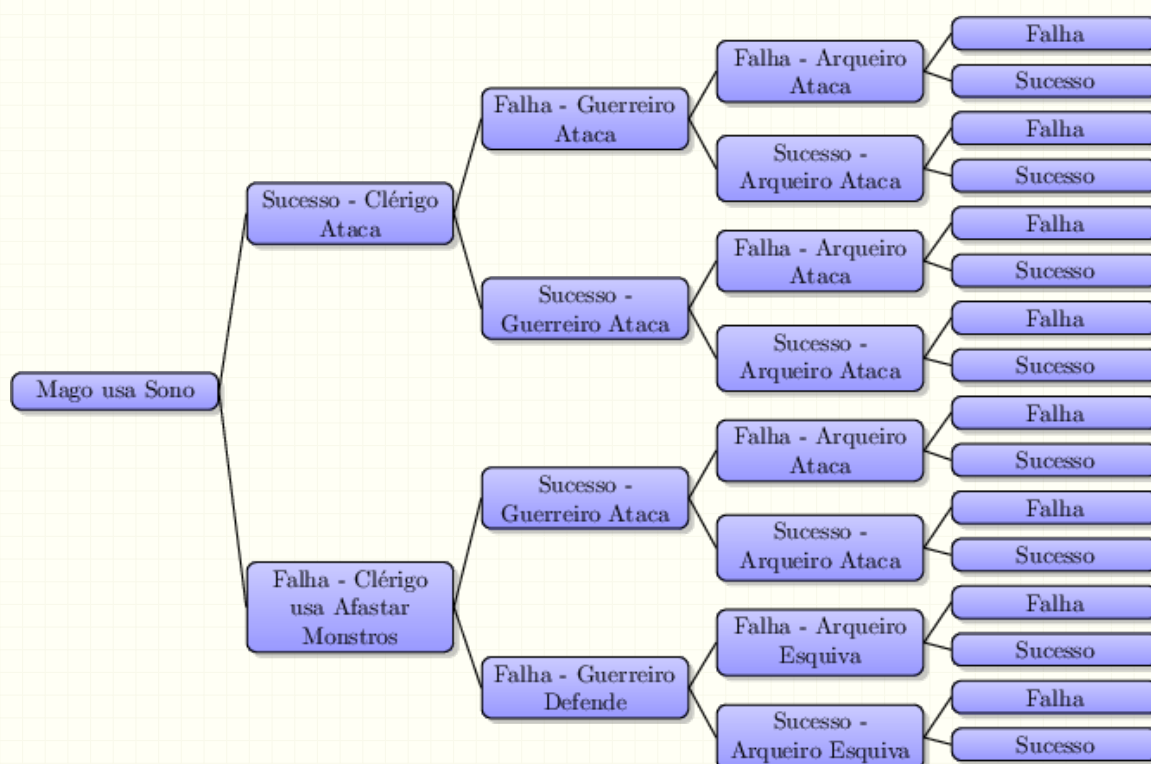 Mago usa Sono
Sucesso - Clérigo
Ataca
Falha - Clérigo
usa Afastar
Monstros
Falha - Guerreiro
Ataca
Sucesso -
Guerreiro Ataca
Sucesso -
Guerreiro Ataca
Falha - Guerreiro
Defende
Falha - Arqueiro
Ataca
Sucesso -
Arqueiro Ataca
Falha - Arqueiro
Ataca
Sucesso -
Arqueiro Ataca
Falha - Arqueiro
Ataca
Sucesso -
Arqueiro Ataca
Falha - Arqueiro
Esquiva
Sucesso -
Arqueiro Esquiva
Falha
Sucesso
Falha
Sucesso
Falha
Sucesso
Falha
Sucesso
Falha
Sucesso
Falha
Sucesso
Falha
Sucesso
Falha
Sucesso